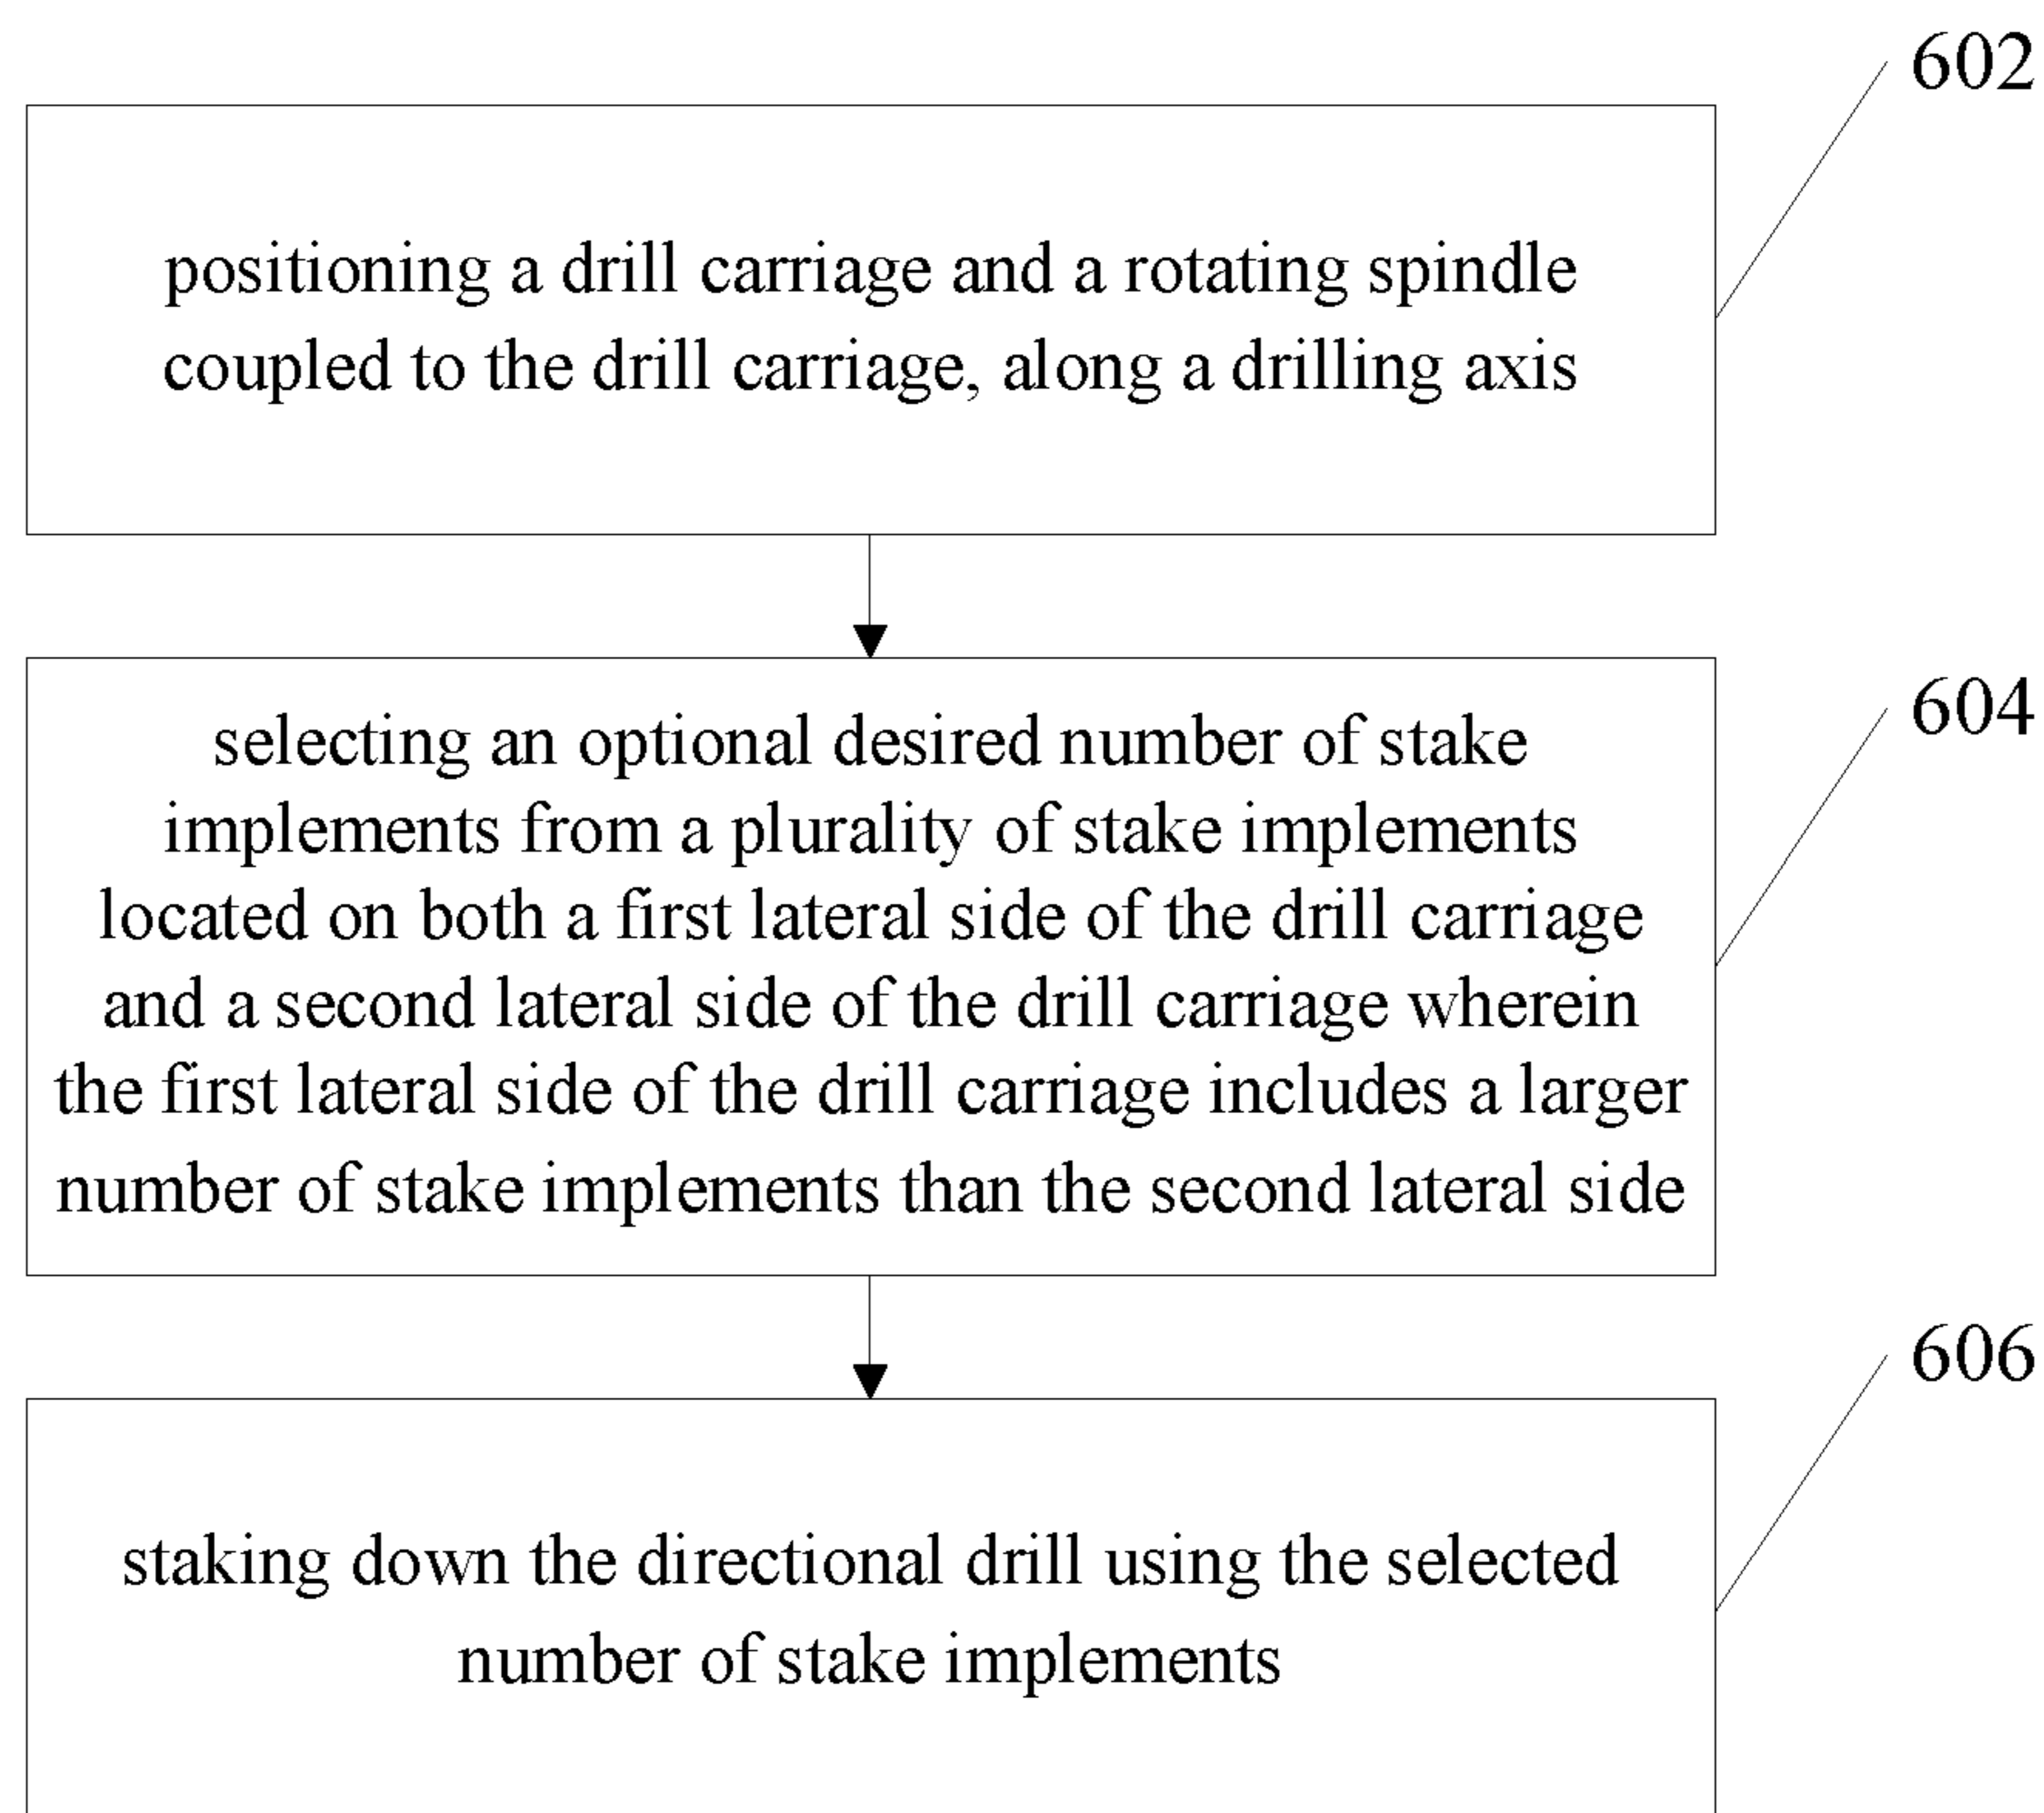 602
positioning a drill carriage and a rotating spindle
coupled to the drill carriage, along a drilling axis
604
selecting an optional desired number of stake
implements from a plurality of stake implements
located on both a first lateral side of the drill carriage
and a second lateral side of the drill carriage wherein
the first lateral side of the drill carriage includes a larger
number of stake implements than the second lateral side
606
staking down the directional drill using the selected
number of stake implements